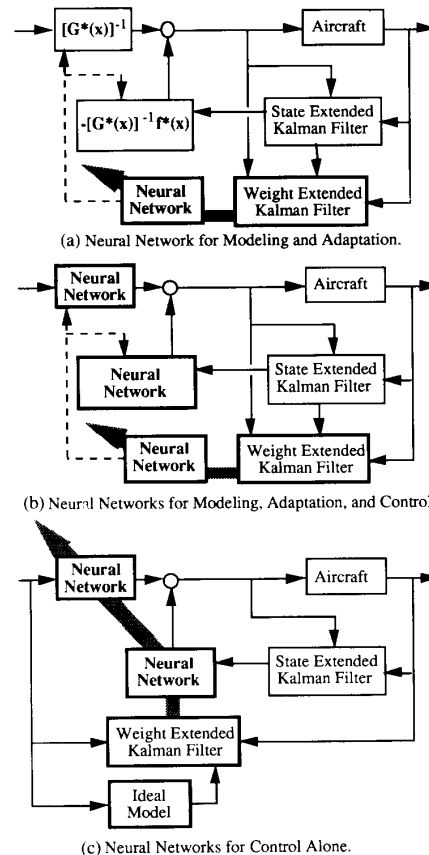 [G*(x)]-1
Aircraft
-[G*(x)] -1 f*(x)
State Extended
Kalman Filter
Neural
Network
Weight Extended
Kalman Filter
(a) Neural Network for Modeling and Adaptation.
Neural
Network
Aircraft
Neural
Network
State Extended
Kalman Filter
Neural
Network
Weight Extended
Kalman Filter
(b) Neural Networks for Modeling, Adaptation, and Control
Neural
Network
Aircraft
Neural
Network
State Extended
Kalman Filter
Weight Extended
Kalman Filter
Ideal
Model
(c) Neural Networks for Control Alone.